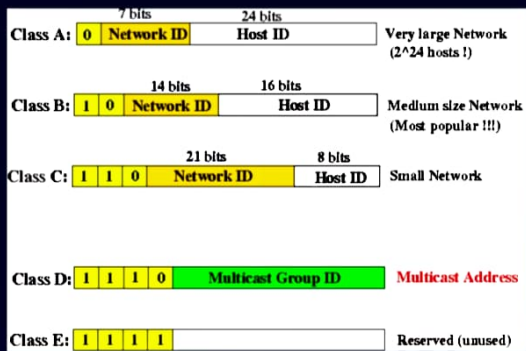 7 bits 24 bits
Class A: 0 Network ID Host ID Very large Network
(2^24 hosts !)
14 bits 16 bits
Class B: 1 0 Network ID Host ID Medium size Network
(Most popular !!!)
21 bits 8 bits
Class C: 1 1 0 Network ID Host ID Small Network
Class D: 1 1 1 0 Multicast Group ID Multicast Address
Class E: 1 1 1 1 Reserved (unused)